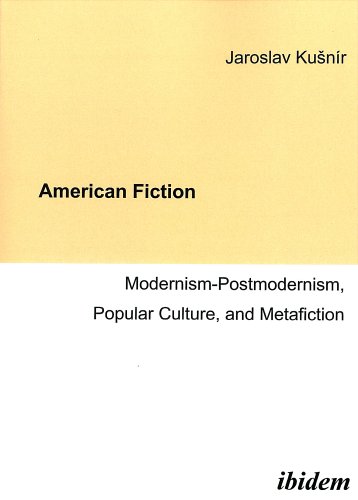 Jaroslav Kušnír
American Fiction
Modernism-Postmodernism,
Popular Culture, and Metafiction
ibidem